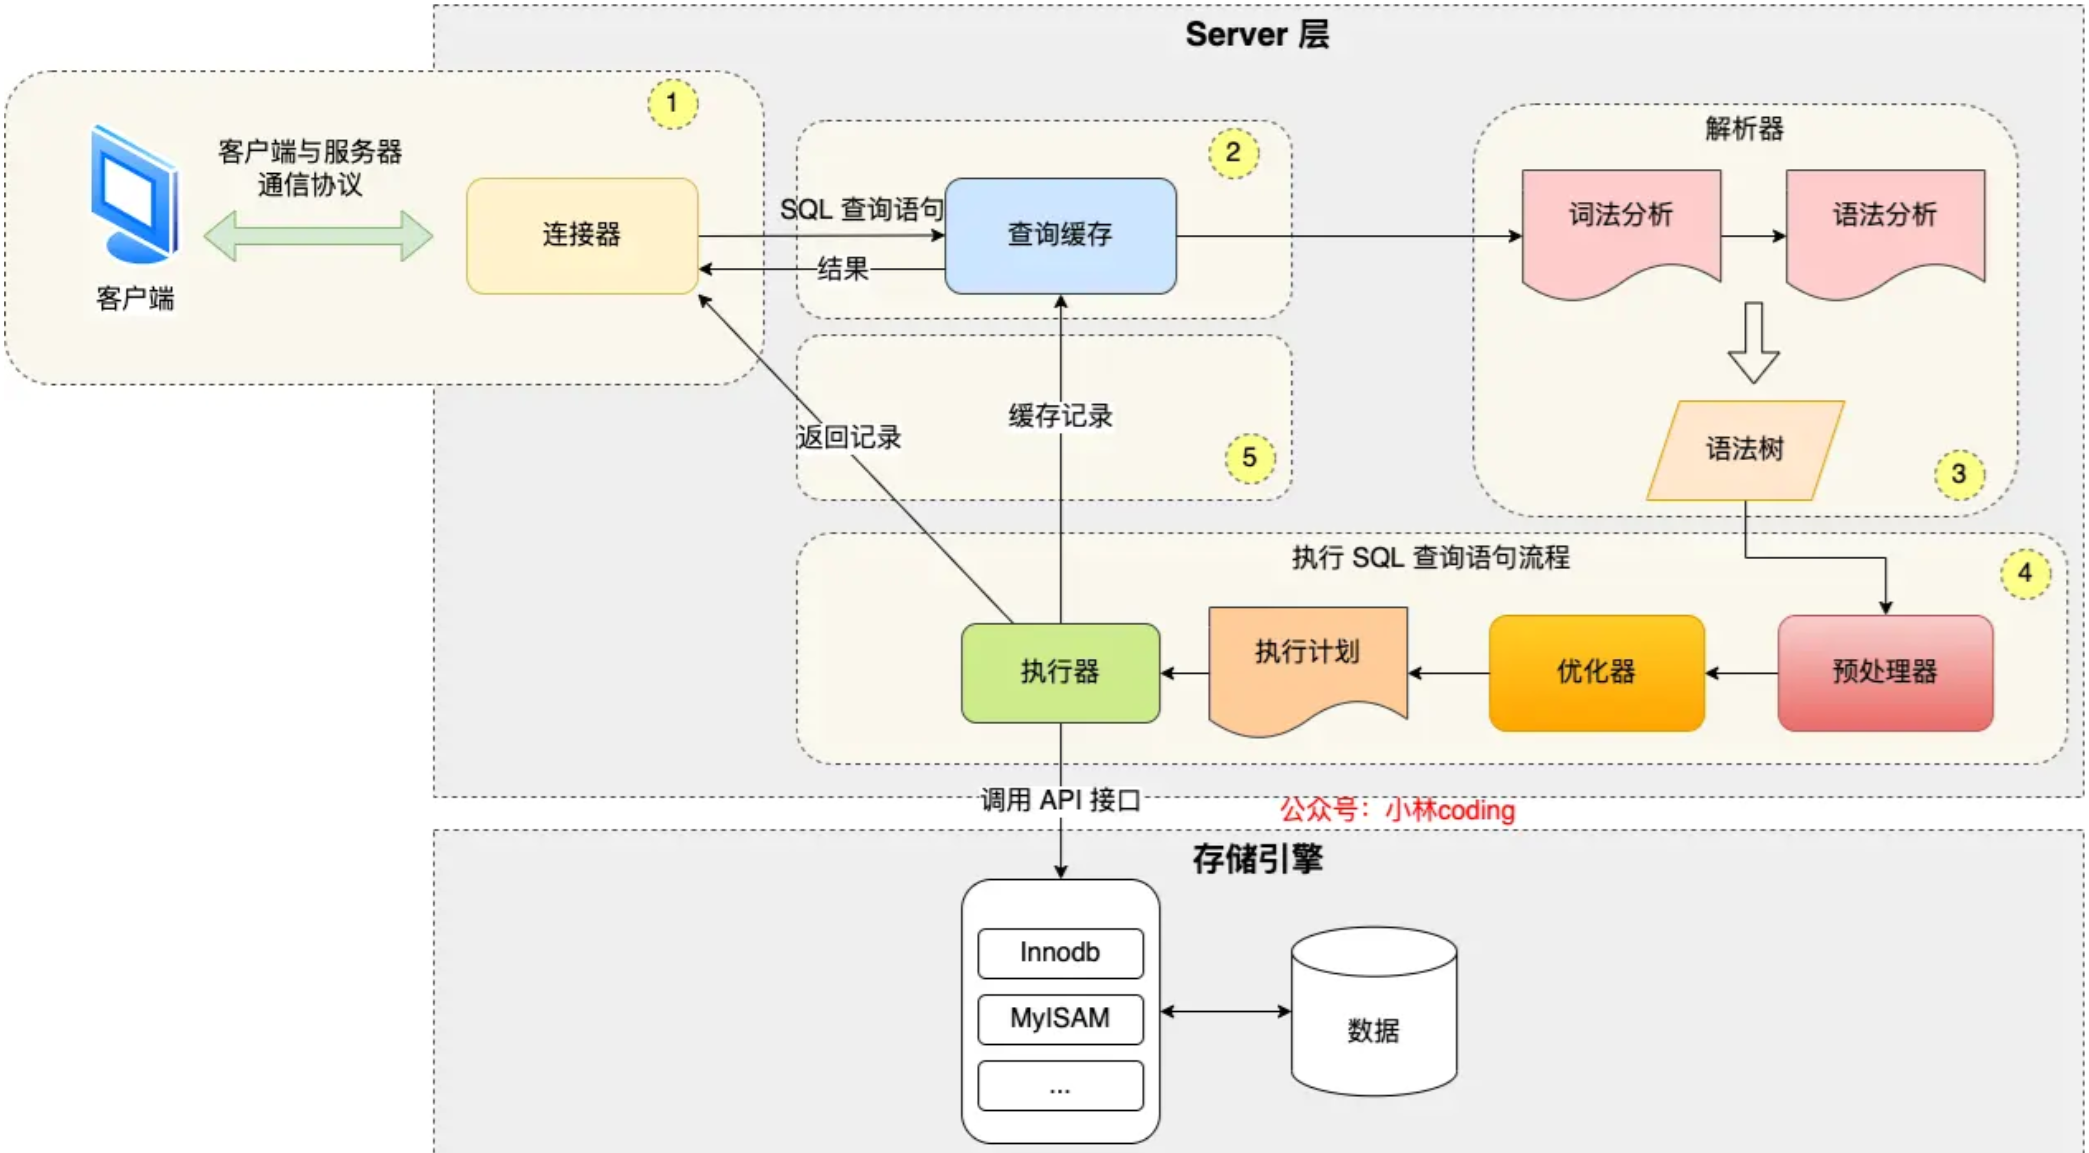 Server 层
1
客户端与服务器
通信协议
客户端
连接器
SQL 查询语句
结果
2
查询缓存
解析器
词法分析
语法分析
语法树
3
返回记录
缓存记录
5
执行 SQL 查询语句流程
4
执行器
执行计划
优化器
预处理器
调用 API 接口
公众号：小林coding
存储引擎
Innodb
MyISAM
...
数据